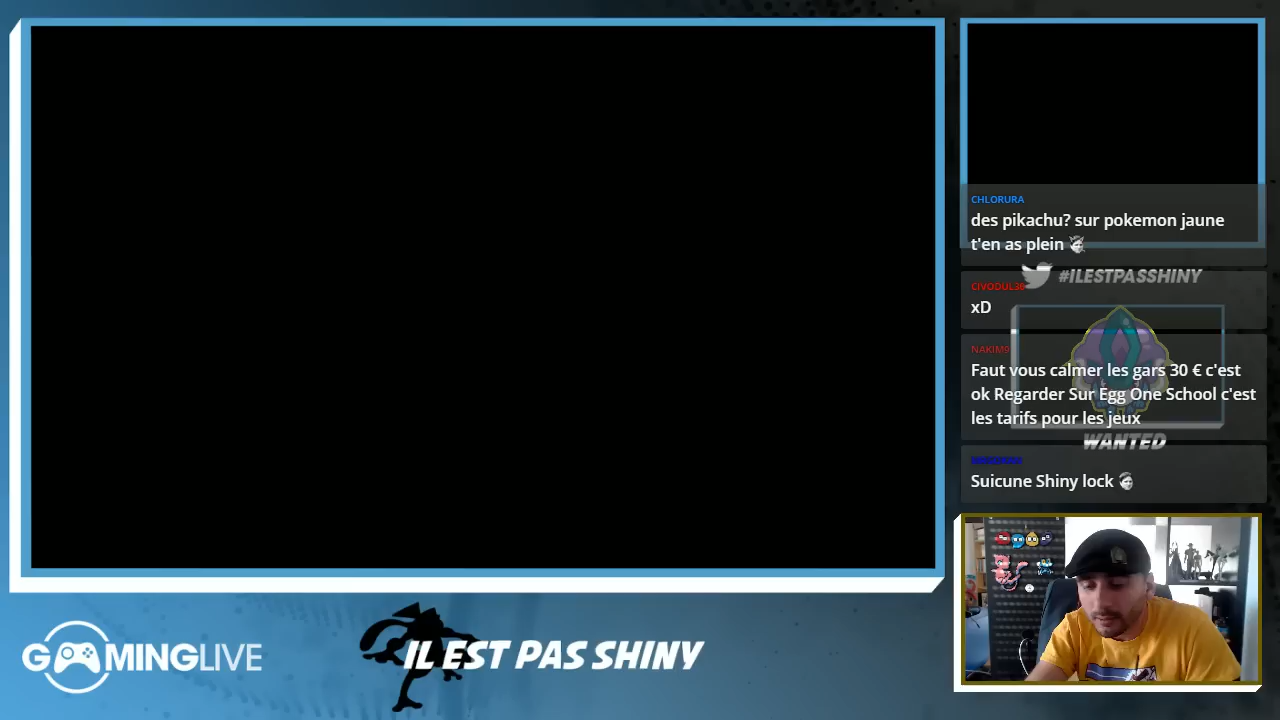 CHLORURA
des pikachu? sur pokemon jaune
t'en as plein
#ILESTPASSHINY
CIVODUL36
xD
NAKIM9
Faut vous calmer les gars 30 € c'est
ok Regarder Sur Egg One School c'est
les tarifs pour les jeux
WANTED
Suicune Shiny lock
GAMINGLIVE
IL EST PAS SHINY